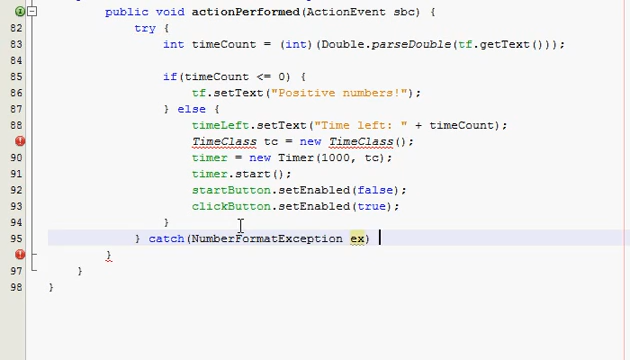 public void actionPerformed(ActionEvent sbc) {
82 try {
83 int timeCount = (int)(Double.parseDouble(tf.getText()));
84
85 if(timeCount <= 0) {
86 tf.setText("Positive numbers!");
87 } else {
88 timeLeft.setText("Time left: " + timeCount);
TimeClass tc = new TimeClass();
90 timer = new Timer(1000, tc);
91 timer.start();
92 startButton.setEnabled(false);
93 clickButton.setEnabled(true);
94 }
95 } catch(NumberFormatException ex)
}
97 }
98 }